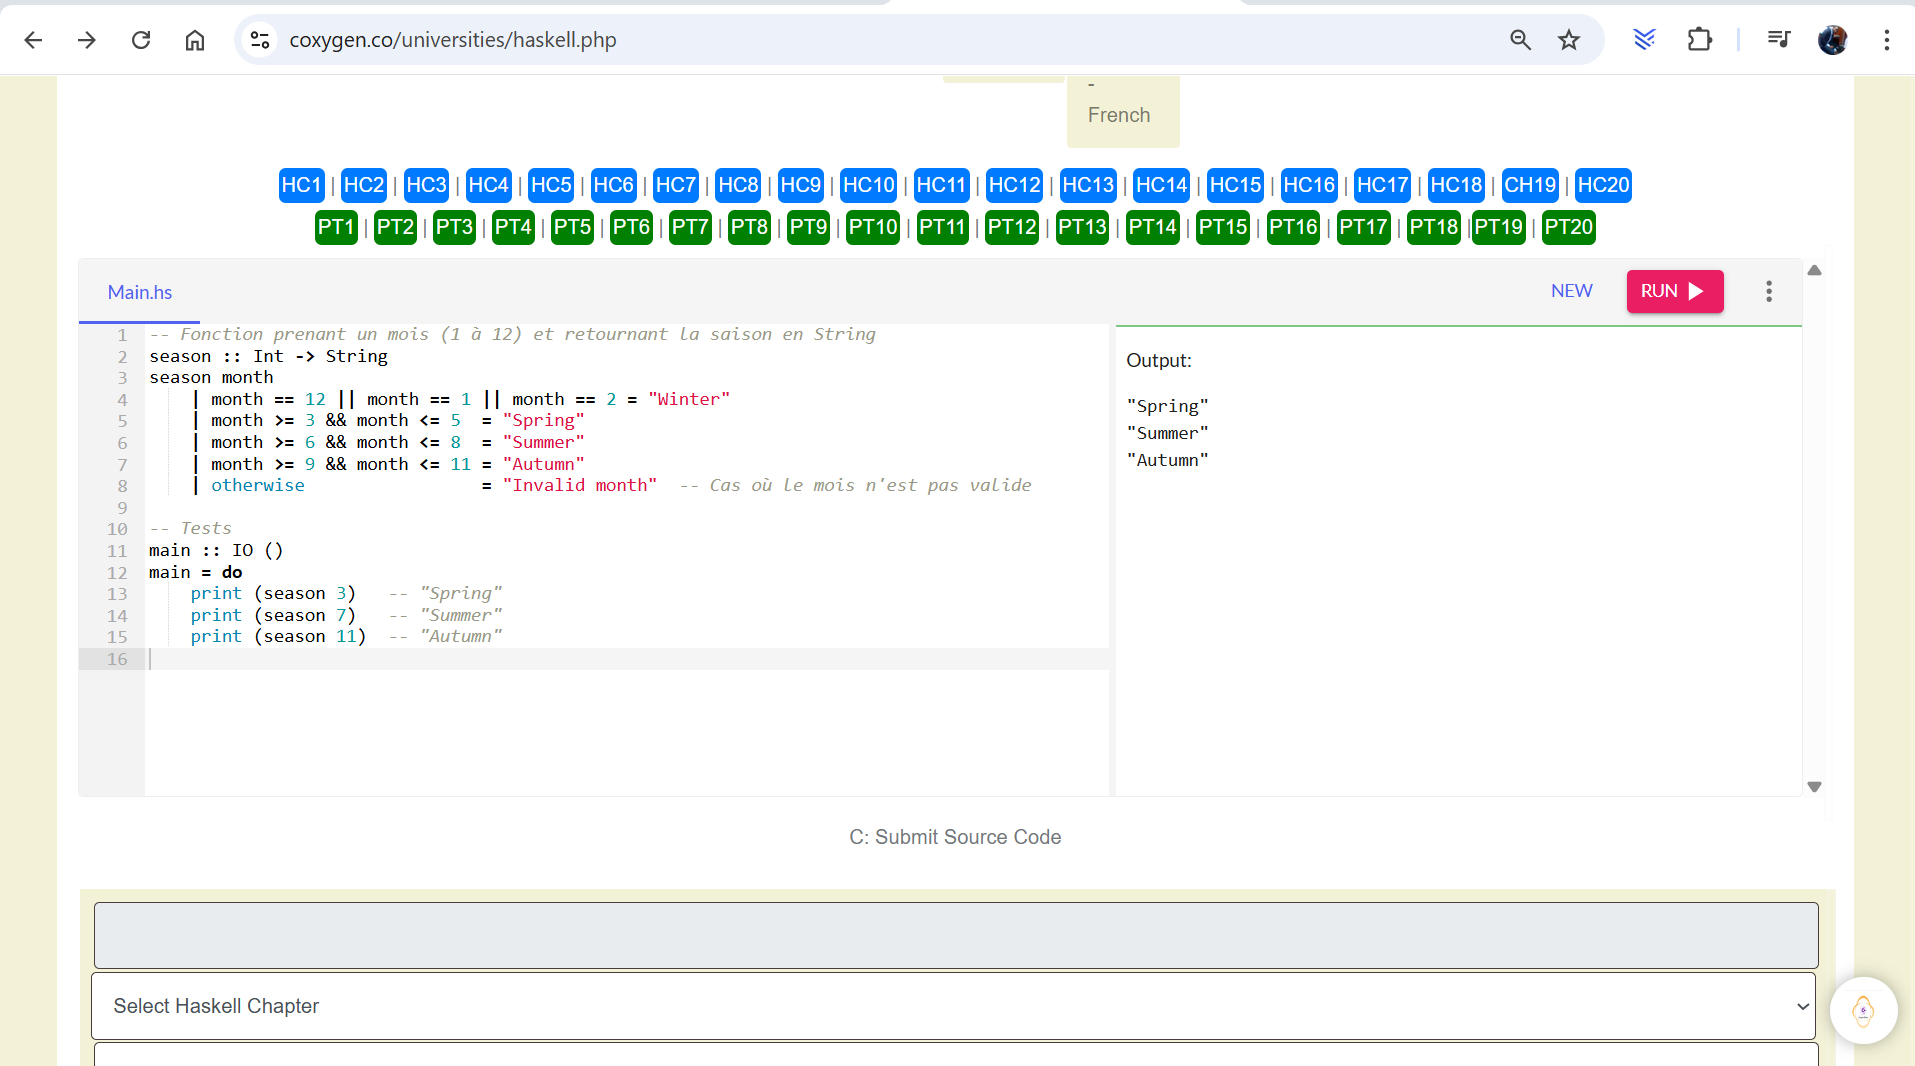 coxygen.co/universities/haskell.php
-
French
HC1 | HC2 | HC3 | HC4 | HC5 | HC6 | HC7 | HC8 | HC9 | HC10 | HC11 | HC12 | HC13 | HC14 | HC15 | HC16 | HC17 | HC18 | CH19 | HC20
PT1 | PT2 | PT3 | PT4 | PT5 | PT6 | PT7 | PT8 | PT9 | PT10 | PT11 | PT12 | PT13 | PT14 | PT15 | PT16 | PT17 | PT18 | PT19 | PT20
Main.hs
NEW
RUN
1 -- Fonction prenant un mois (1 à 12) et retournant la saison en String
2 season :: Int -> String
3 season month
4     | month == 12 || month == 1 || month == 2 = "Winter"
5     | month >= 3 && month <= 5  = "Spring"
6     | month >= 6 && month <= 8  = "Summer"
7     | month >= 9 && month <= 11 = "Autumn"
8     | otherwise                 = "Invalid month"  -- Cas où le mois n'est pas valide
9
10 -- Tests
11 main :: IO ()
12 main = do
13     print (season 3)   -- "Spring"
14     print (season 7)   -- "Summer"
15     print (season 11)  -- "Autumn"
16
Output:
"Spring"
"Summer"
"Autumn"
C: Submit Source Code
Select Haskell Chapter